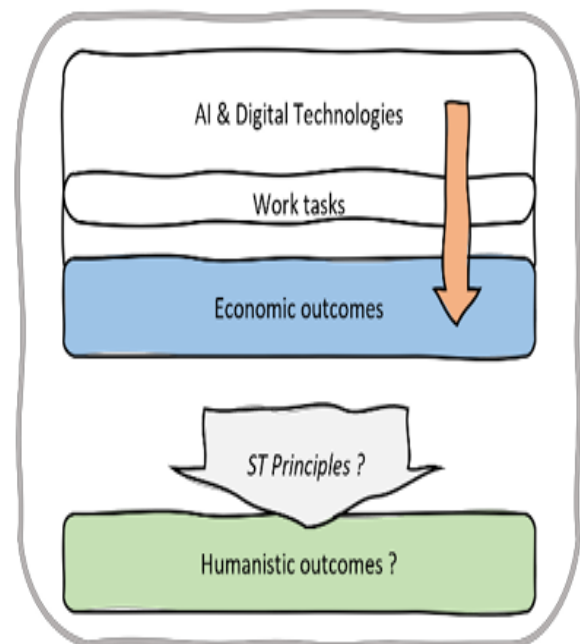 AI & Digital Technologies
Work tasks
Economic outcomes
ST Principles ?
Humanistic outcomes ?